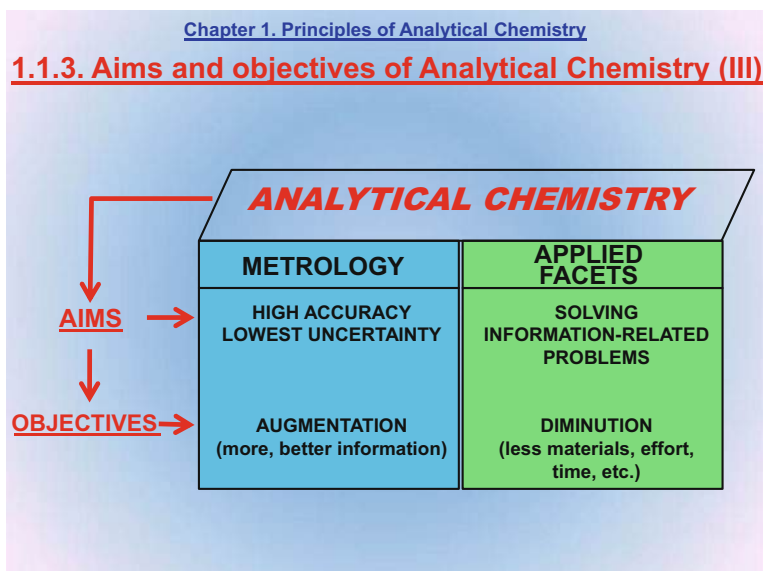 Chapter 1. Principles of Analytical Chemistry
1.1.3. Aims and objectives of Analytical Chemistry (III)
ANALYTICAL CHEMISTRY
METROLOGY
APPLIED
FACETS
AIMS
HIGH ACCURACY
LOWEST UNCERTAINTY
SOLVING
INFORMATION-RELATED
PROBLEMS
OBJECTIVES
AUGMENTATION
(more, better information)
DIMINUTION
(less materials, effort,
time, etc.)